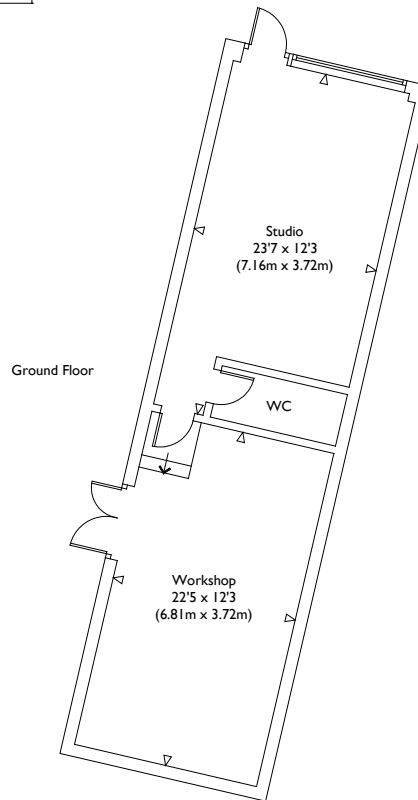 Studio
23'7 x 12'3
(7.16m x 3.72m)
Ground Floor
WC
Workshop
22'5 x 12'3
(6.81m x 3.72m)